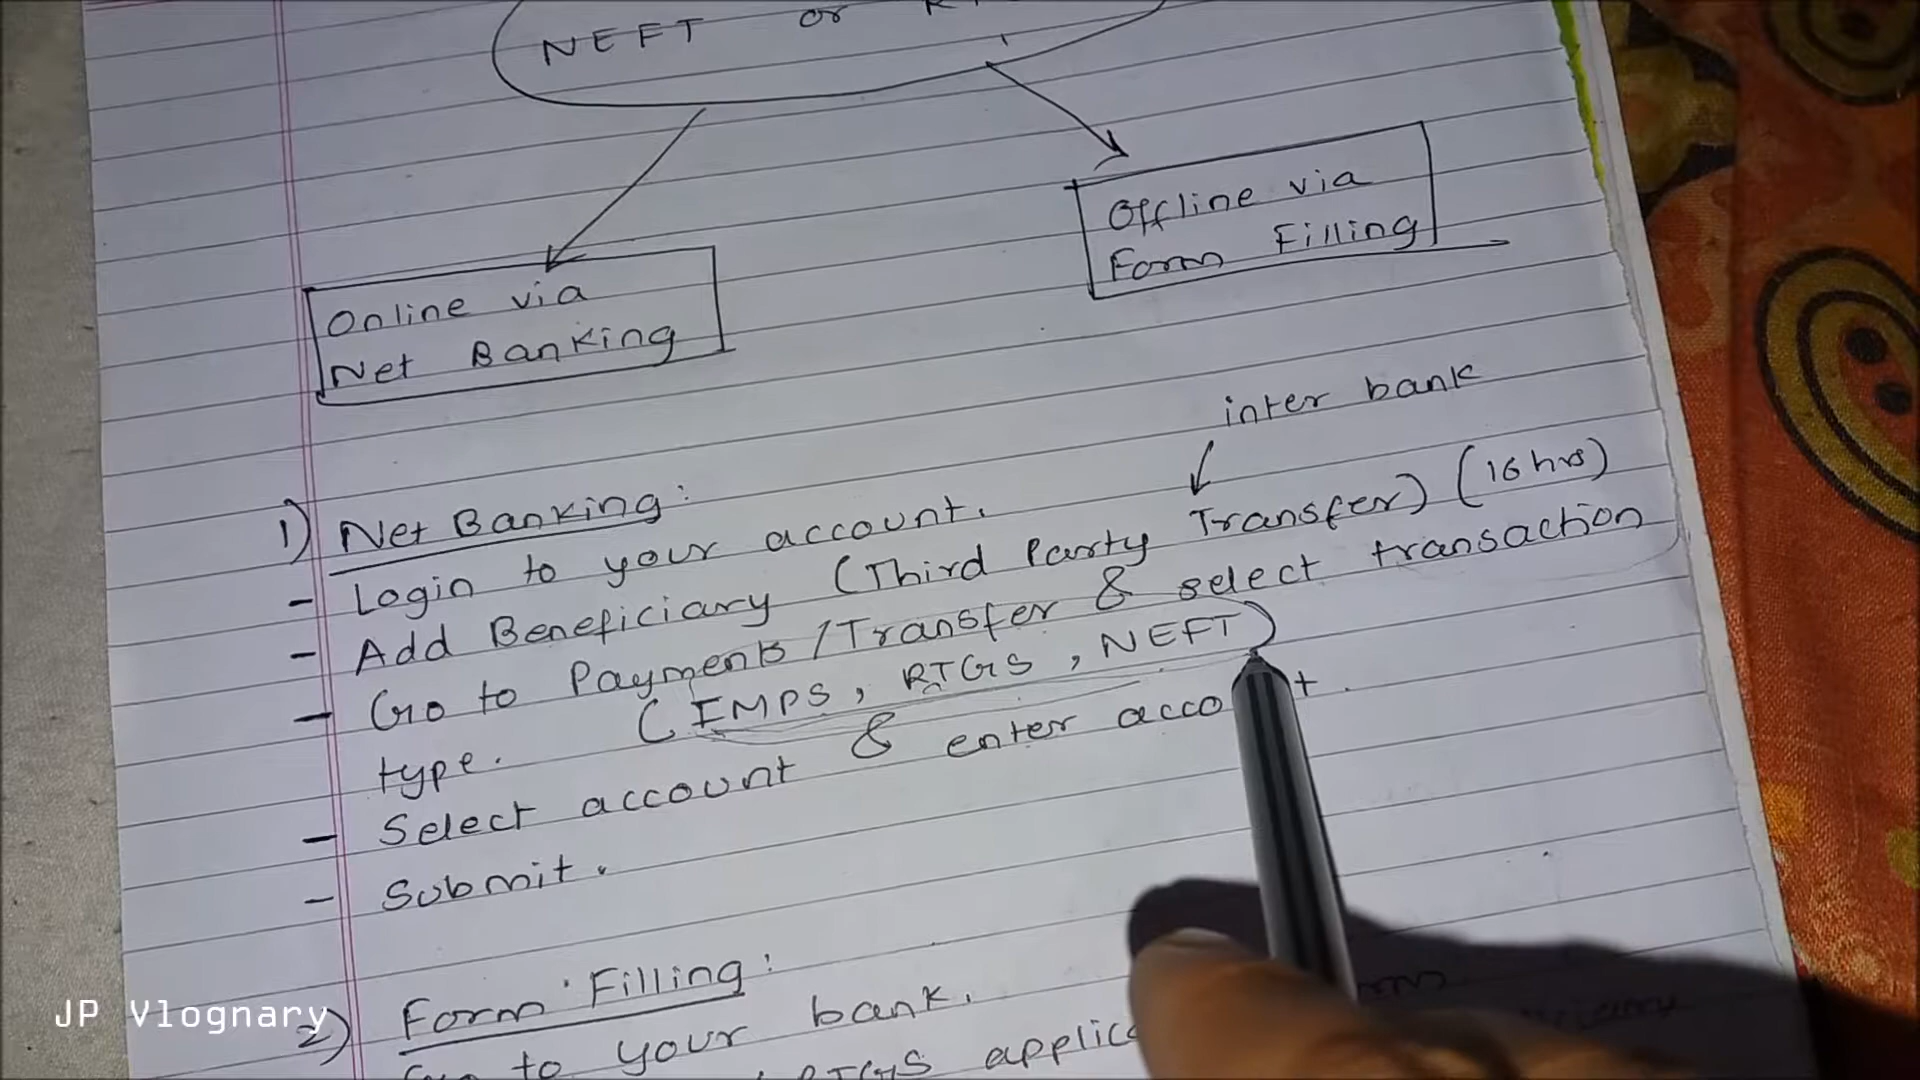 NEFT or
Offline via
Form Filling
Online via
Net Banking
inter bank
1) Net Banking:
- Login to your account.
- Add Beneficiary (Third Party Transfer) (16 hrs)
- Go to Payments/Transfer & select transaction
type. (IMPS, RTGS, NEFT)
- Select account & enter
- Submit.
2) Form Filling:
to your bank.
RTGS
JP Vlognary